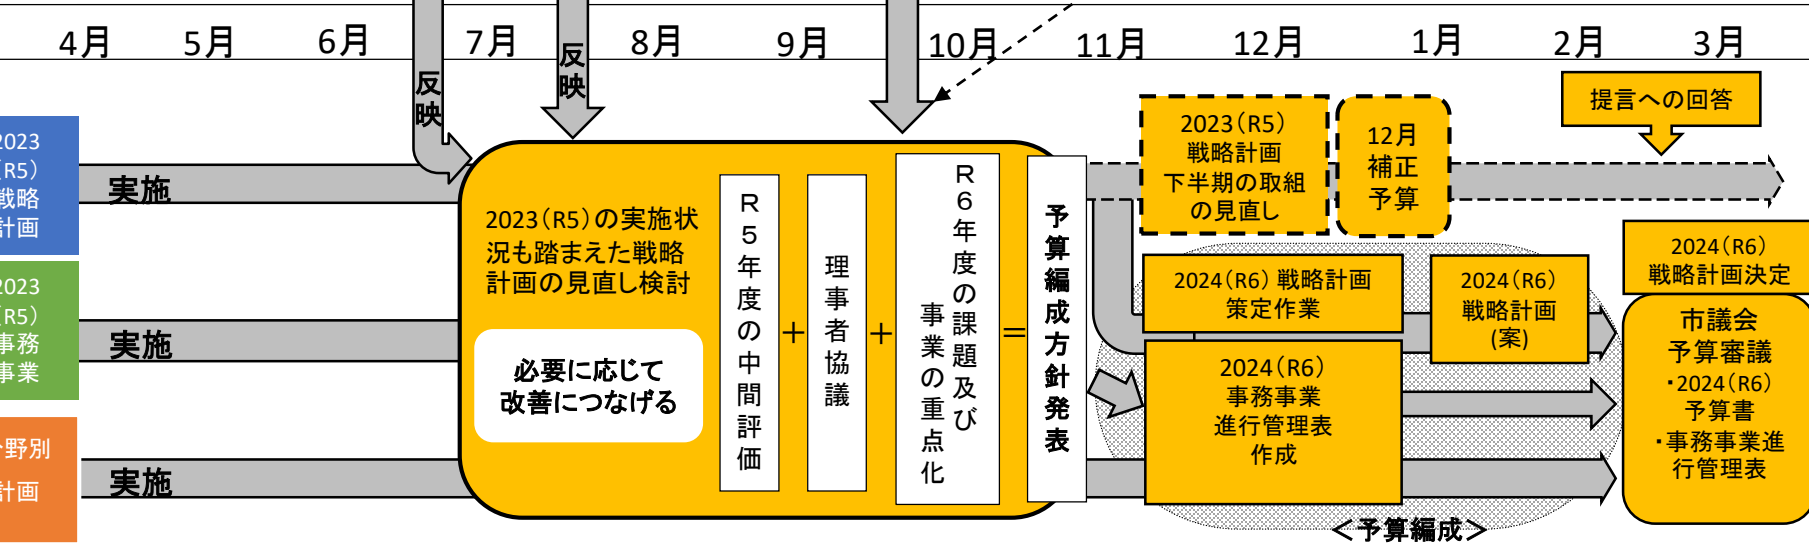 4月 5月 6月 7月 8月 9月 10月 11月 12月 1月 2月 3月
反映
反映
2023
(R5)
戦略
計画
実施
2023
(R5)
事務
事業
実施
分野別
計画
実施
2023(R5)の実施状
況も踏まえた戦略
計画の見直し検討
必要に応じて
改善につなげる
R5年度の中間評価
＋
理事者協議
＋
R6年度の課題及び
事業の重点化
＝
予算編成方針発表
2023(R5)
戦略計画
下半期の取組
の見直し
12月
補正
予算
提言への回答
2024(R6) 戦略計画
策定作業
2024(R6)
戦略計画
(案)
2024(R6)
戦略計画決定
2024(R6)
事務事業
進行管理表
作成
市議会
予算審議
・2024(R6)
予算書
・事務事業進
行管理表
＜予算編成＞